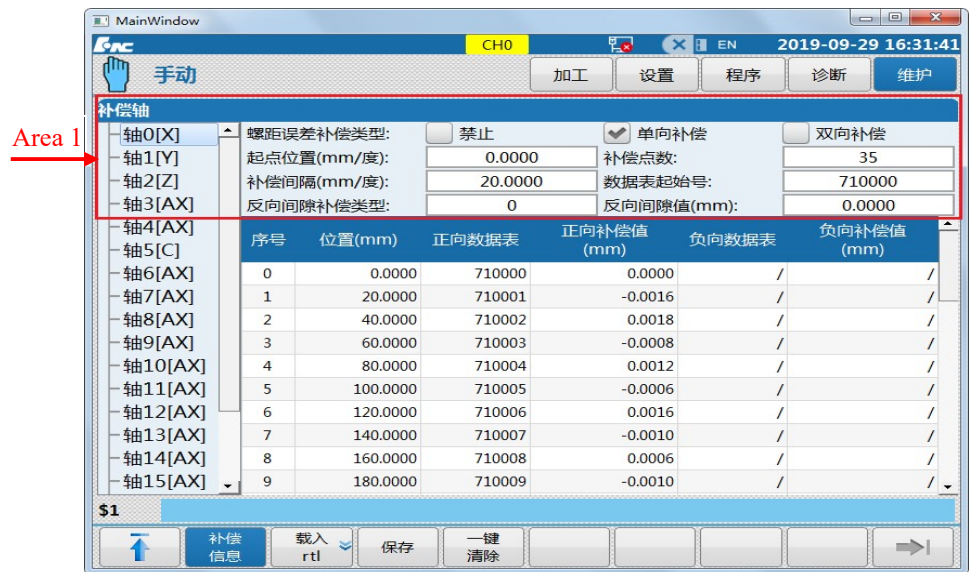 MainWindow
HNC CH0 EN 2019-09-29 16:31:41
手动 加工 设置 程序 诊断 维护
补偿轴
Area 1
轴0[X] 螺距误差补偿类型: 禁止 单向补偿 双向补偿
轴1[Y] 起点位置(mm/度): 0.0000 补偿点数: 35
轴2[Z] 补偿间隔(mm/度): 20.0000 数据表起始号: 710000
轴3[AX] 反向间隙补偿类型: 0 反向间隙值(mm): 0.0000
轴4[AX]
轴5[C]
序号 位置(mm) 正向数据表 正向补偿值 (mm) 负向数据表 负向补偿值 (mm)
轴6[AX] 0 0.0000 710000 0.0000 / /
轴7[AX] 1 20.0000 710001 -0.0016 / /
轴8[AX] 2 40.0000 710002 0.0018 / /
轴9[AX] 3 60.0000 710003 -0.0008 / /
轴10[AX] 4 80.0000 710004 0.0012 / /
轴11[AX] 5 100.0000 710005 -0.0006 / /
轴12[AX] 6 120.0000 710006 0.0016 / /
轴13[AX] 7 140.0000 710007 -0.0010 / /
轴14[AX] 8 160.0000 710008 0.0006 / /
轴15[AX] 9 180.0000 710009 -0.0010 / /
$1
补偿 信息 载入 rtl 保存 一键 清除